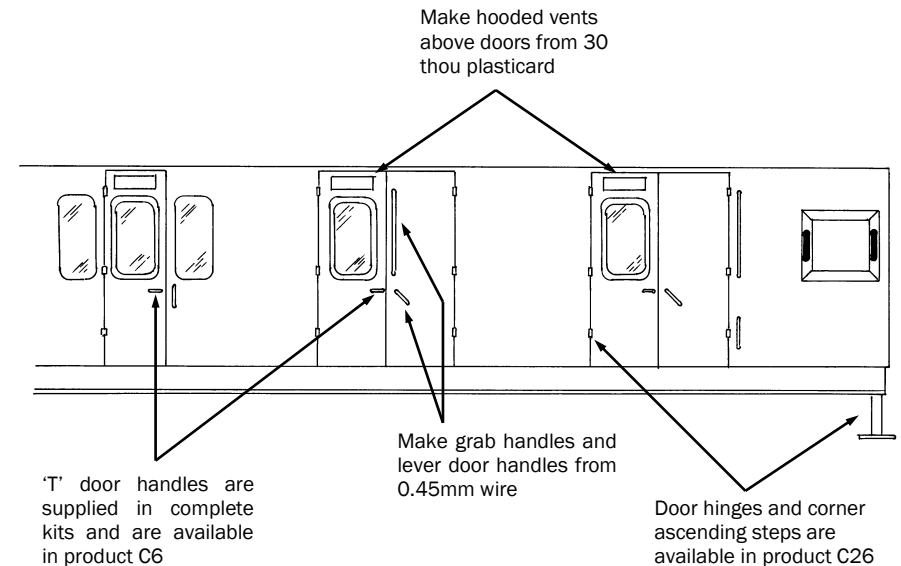 Make hooded vents
above doors from 30
thou plasticard
Make grab handles and
lever door handles from
0.45mm wire
‘T’ door handles are
supplied in complete
kits and are available
in product C6
Door hinges and corner
ascending steps are
available in product C26